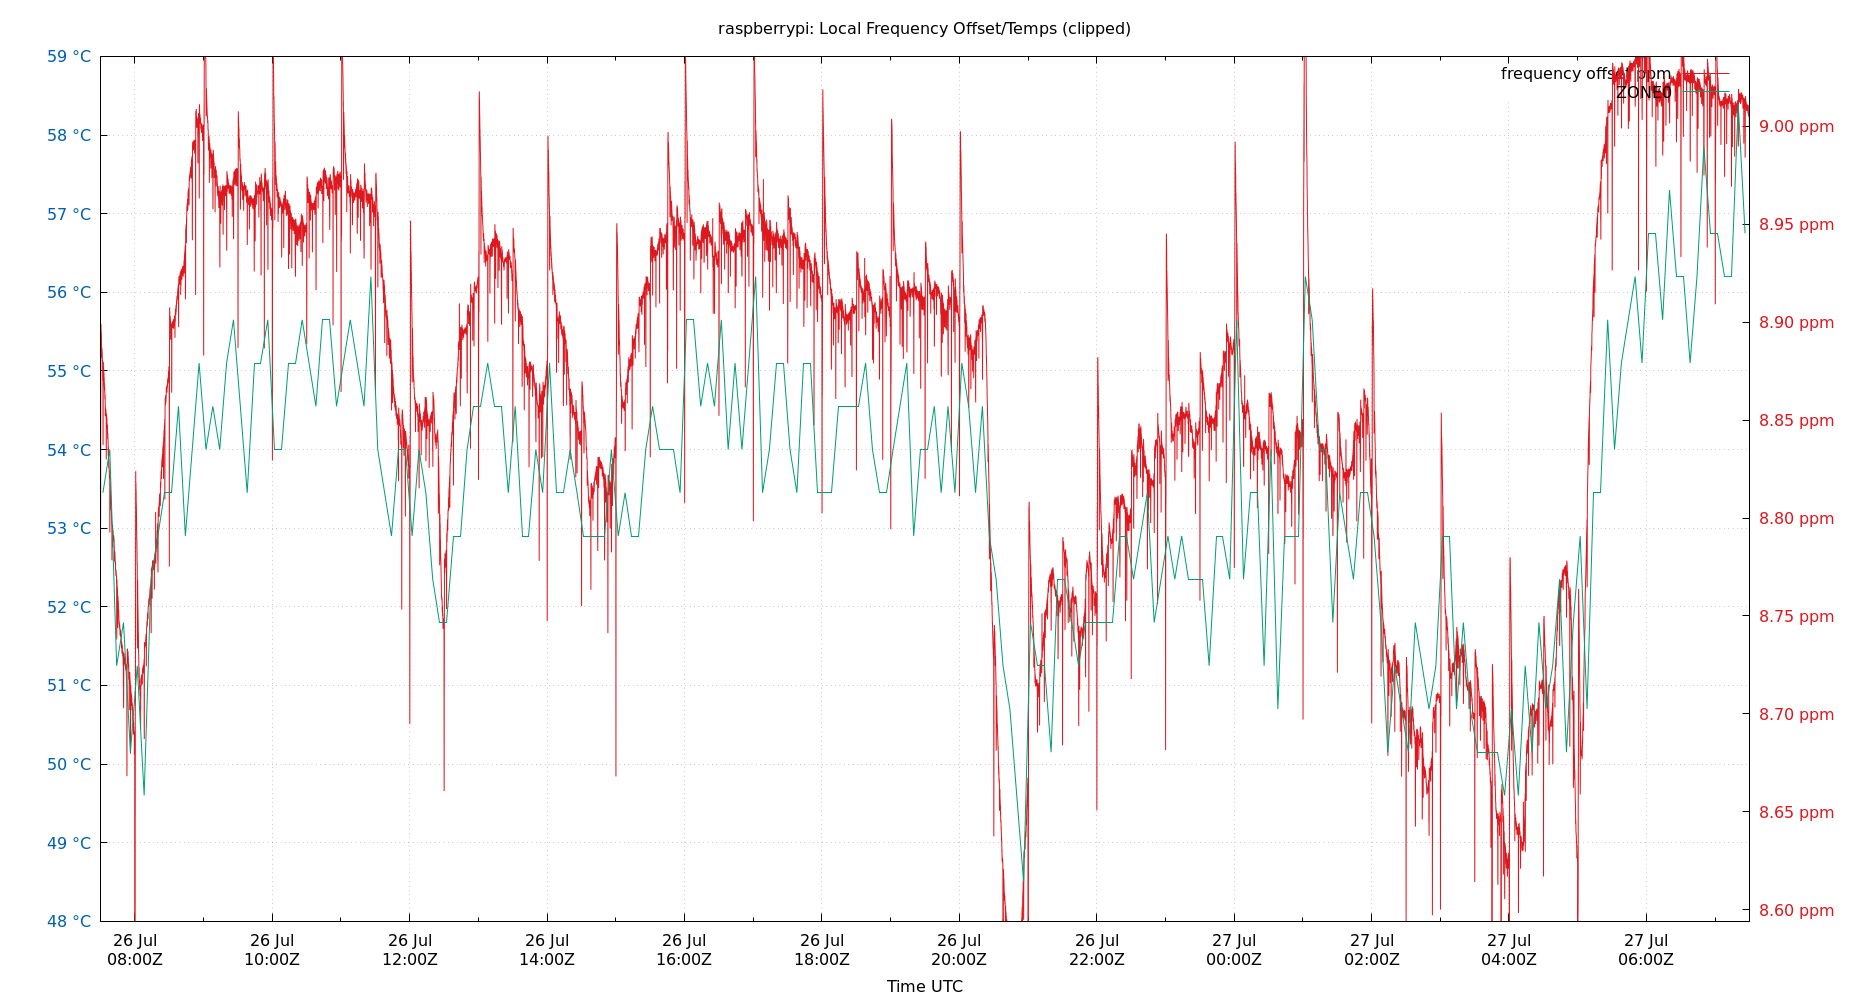 raspberrypi: Local Frequency Offset/Temps (clipped)
59 °C
58 °C
57 °C
56 °C
55 °C
54 °C
53 °C
52 °C
51 °C
50 °C
49 °C
48 °C
frequency offset ppm
ZONE0
9.00 ppm
8.95 ppm
8.90 ppm
8.85 ppm
8.80 ppm
8.75 ppm
8.70 ppm
8.65 ppm
8.60 ppm
26 Jul
08:00Z
26 Jul
10:00Z
26 Jul
12:00Z
26 Jul
14:00Z
26 Jul
16:00Z
26 Jul
18:00Z
26 Jul
20:00Z
26 Jul
22:00Z
27 Jul
00:00Z
27 Jul
02:00Z
27 Jul
04:00Z
27 Jul
06:00Z
Time UTC